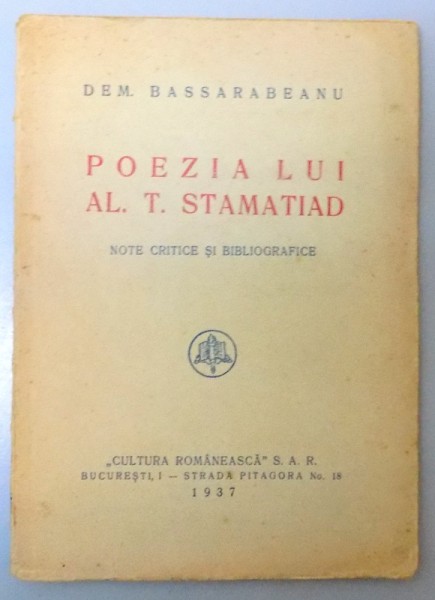 DEM. BASSARABEANU
POEZIA LUI
AL. T. STAMATIAD
NOTE CRITICE ȘI BIBLIOGRAFICE
„CULTURA ROMÂNEASCĂ” S. A. R.
BUCUREȘTI, I — STRADA PITAGORA No. 18
1937